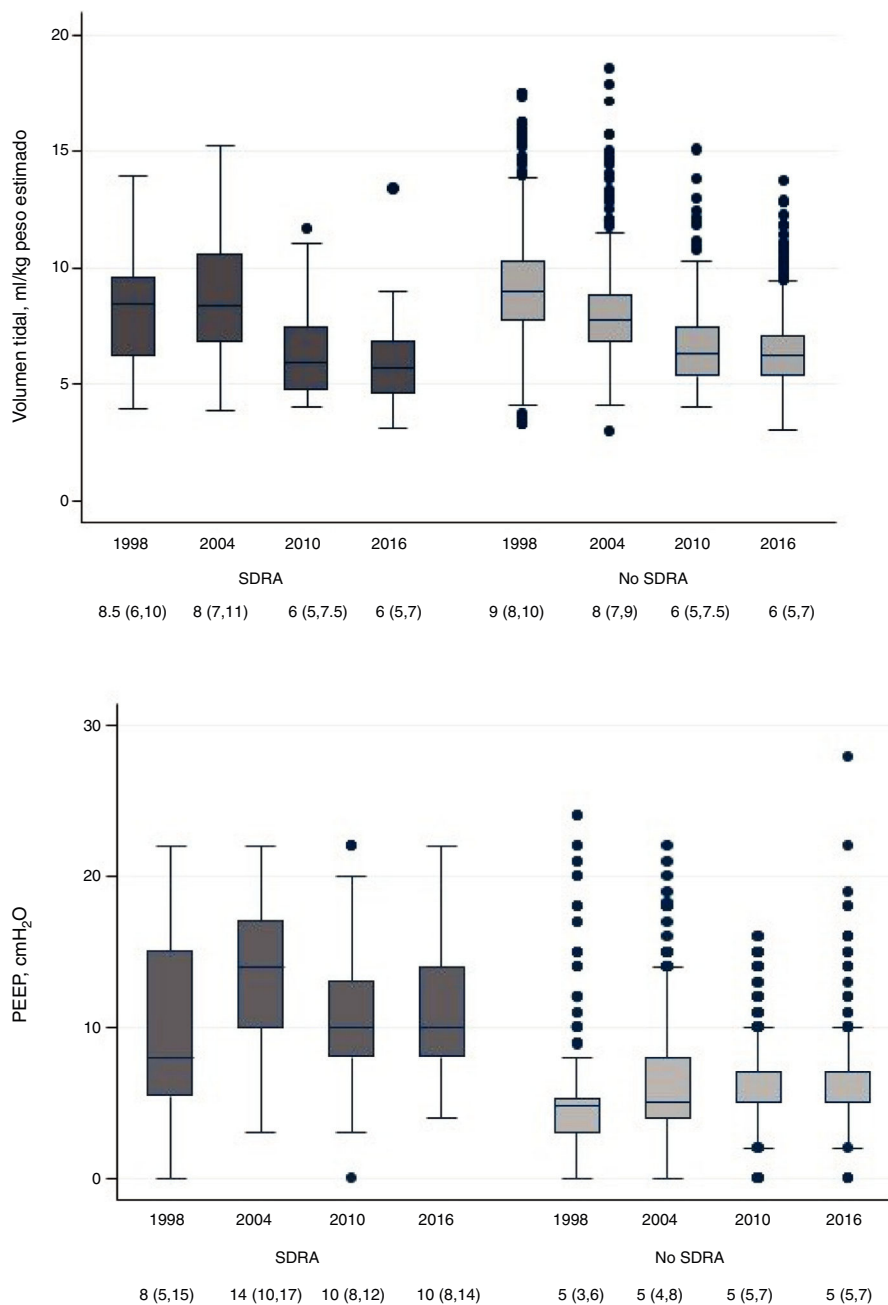 20
15
10
5
0
Volumen tidal, ml/kg peso estimado
1998 2004 2010 2016 1998 2004 2010 2016
SDRA No SDRA
8.5 (6,10) 8 (7,11) 6 (5,7.5) 6 (5,7) 9 (8,10) 8 (7,9) 6 (5,7.5) 6 (5,7)
30
20
10
0
PEEP, cmH₂O
1998 2004 2010 2016 1998 2004 2010 2016
SDRA No SDRA
8 (5,15) 14 (10,17) 10 (8,12) 10 (8,14) 5 (3,6) 5 (4,8) 5 (5,7) 5 (5,7)